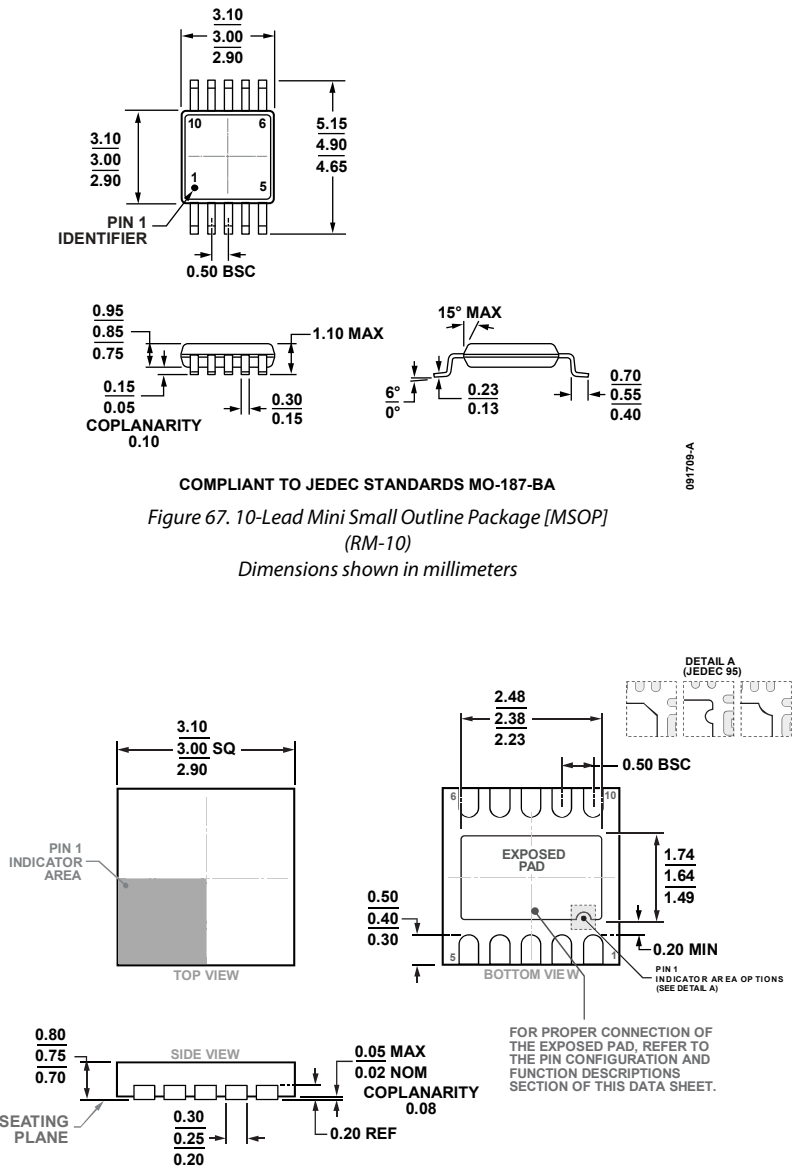 3.10
3.00
2.90
3.10
3.00
2.90
10
6
1
5
5.15
4.90
4.65
PIN 1
IDENTIFIER
0.50 BSC
0.95
0.85
0.75
1.10 MAX
0.15
0.05
COPLANARITY
0.10
0.30
0.15
15° MAX
6°
0°
0.23
0.13
0.70
0.55
0.40
COMPLIANT TO JEDEC STANDARDS MO-187-BA
091709-A
Figure 67. 10-Lead Mini Small Outline Package [MSOP]
(RM-10)
Dimensions shown in millimeters
DETAIL A
(JEDEC 95)
3.10
3.00 SQ
2.90
PIN 1
INDICATOR
AREA
TOP VIEW
2.48
2.38
2.23
0.50 BSC
6
10
EXPOSED
PAD
1.74
1.64
1.49
0.50
0.40
0.30
5
1
BOTTOM VIEW
0.20 MIN
PIN 1
INDICATOR AREA OPTIONS
(SEE DETAIL A)
FOR PROPER CONNECTION OF
THE EXPOSED PAD, REFER TO
THE PIN CONFIGURATION AND
FUNCTION DESCRIPTIONS
SECTION OF THIS DATA SHEET.
0.80
0.75
0.70
SIDE VIEW
0.05 MAX
0.02 NOM
COPLANARITY
0.08
SEATING
PLANE
0.30
0.25
0.20
0.20 REF